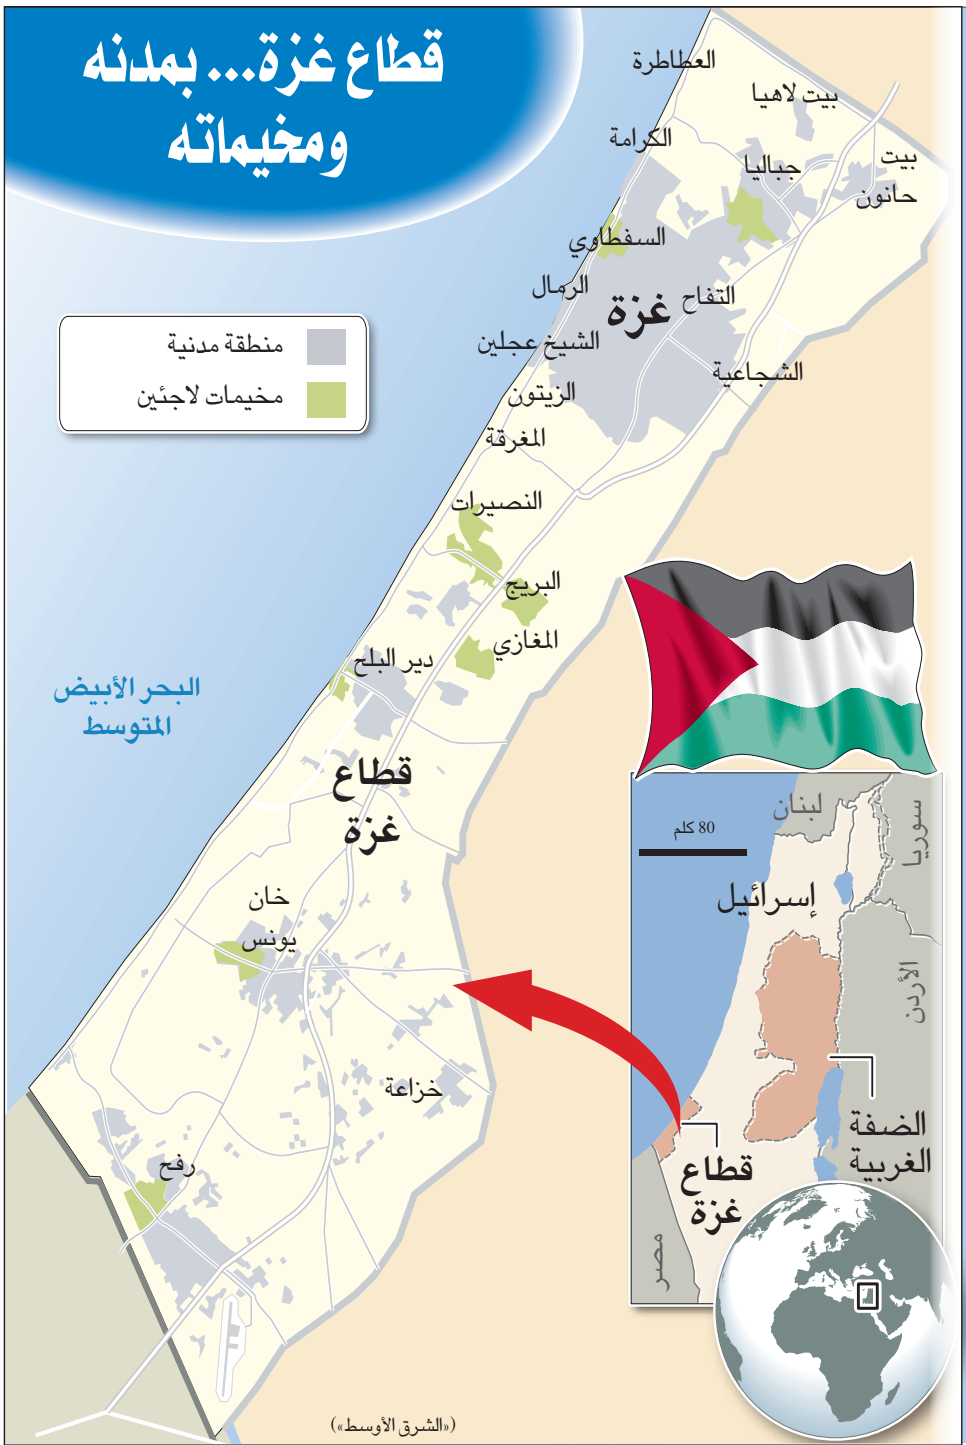 قطاع غزة... بمدنه
ومخيماته
العطاطرة
بيت لاهيا
الكرامة
جباليا
بيت
حانون
السفطاوي
الرمال
التفاح
غزة
الشيخ عجلين
الشجاعية
الزيتون
المغرقة
منطقة مدنية
مخيمات لاجئين
النصيرات
البريج
المغازي
دير البلح
البحر الأبيض
المتوسط
قطاع
غزة
خان
يونس
خزاعة
رفح
لبنان
سوريا
80 كلم
إسرائيل
الأردن
الضفة
الغربية
قطاع
غزة
مصر
(«الشرق الأوسط»)